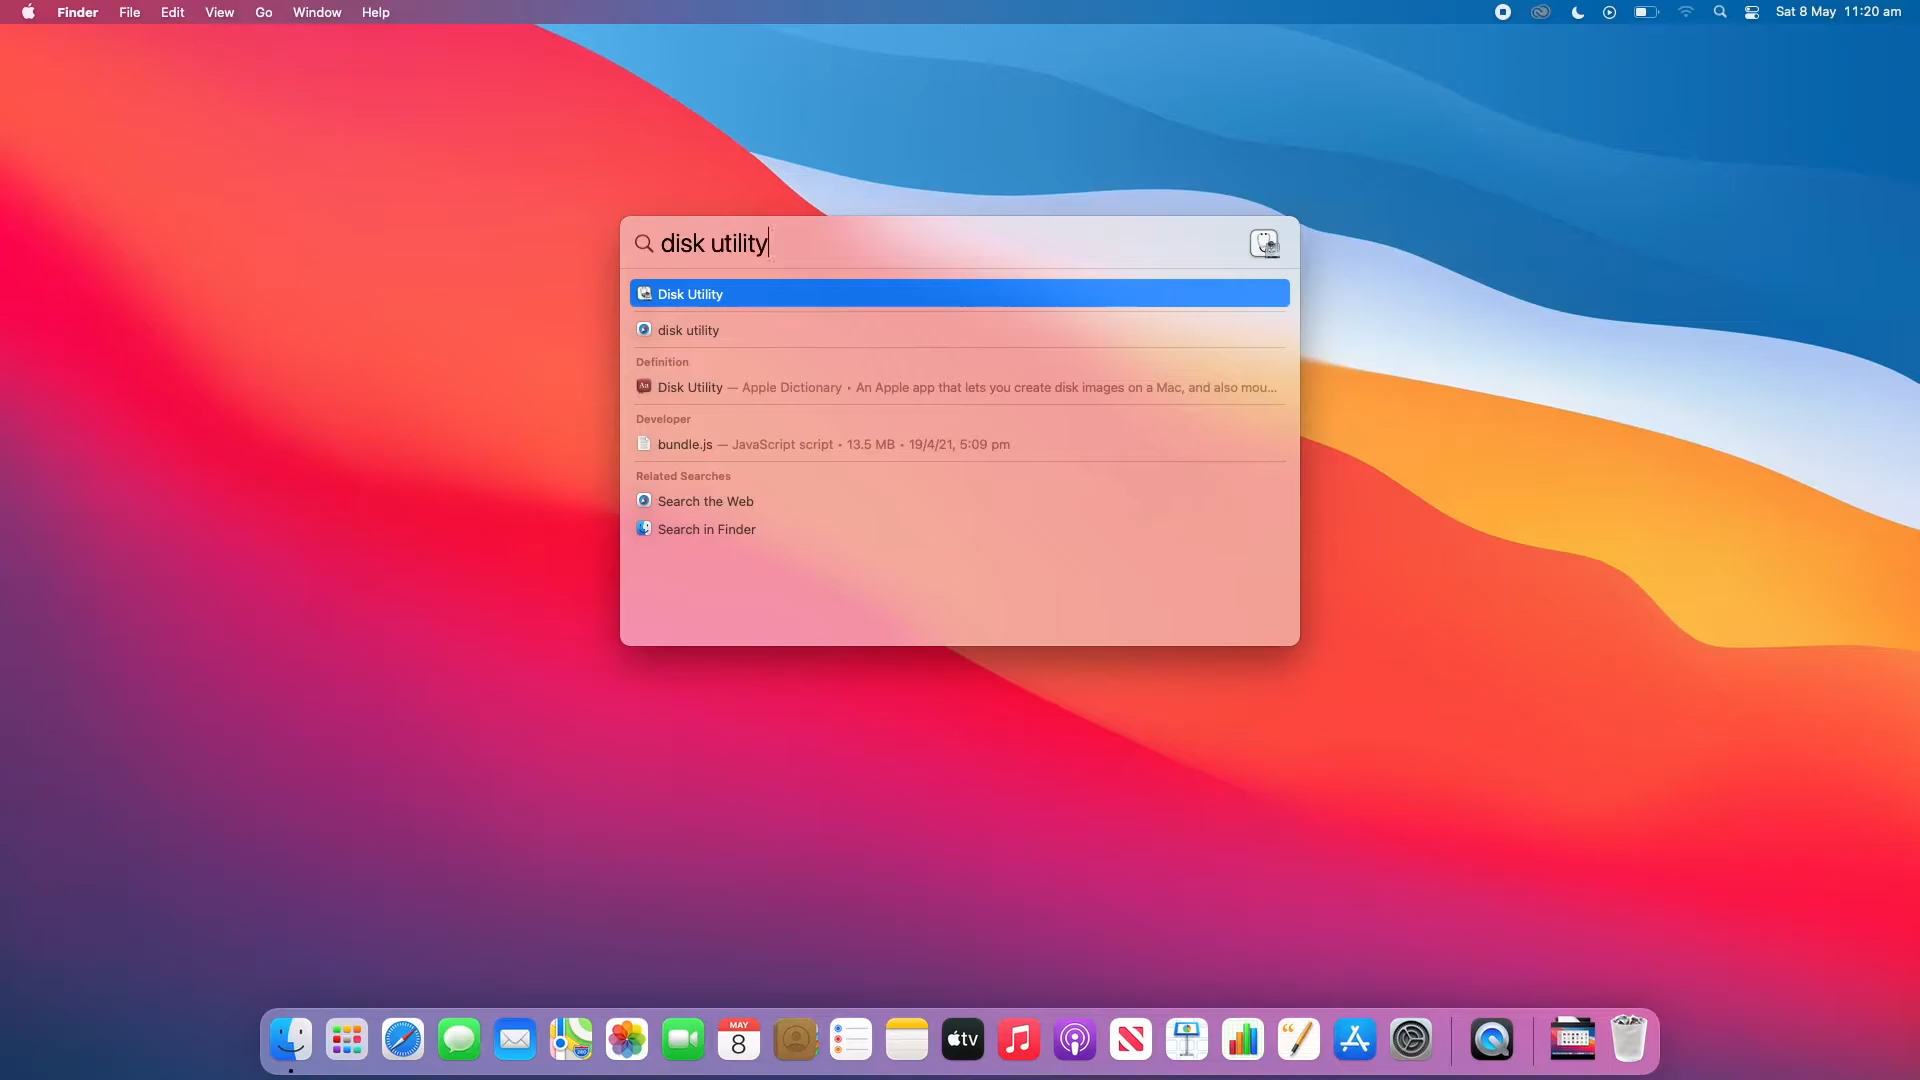 Finder File Edit View Go Window Help Sat 8 May 11:20 am
disk utility
Disk Utility
disk utility
Definition
Aa Disk Utility — Apple Dictionary • An Apple app that lets you create disk images on a Mac, and also mou...
Developer
bundle.js — JavaScript script • 13.5 MB • 19/4/21, 5:09 pm
Related Searches
Search the Web
Search in Finder
MAY
8
tv
280